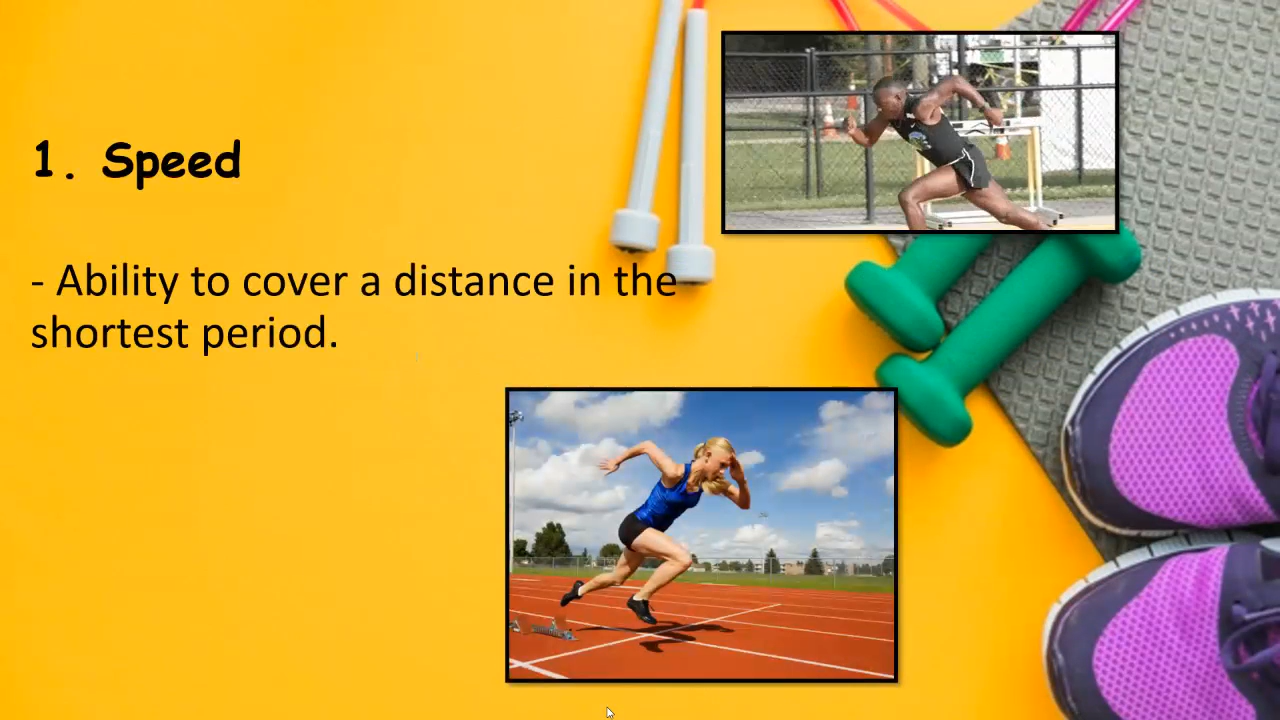 1. Speed
- Ability to cover a distance in the
shortest period.